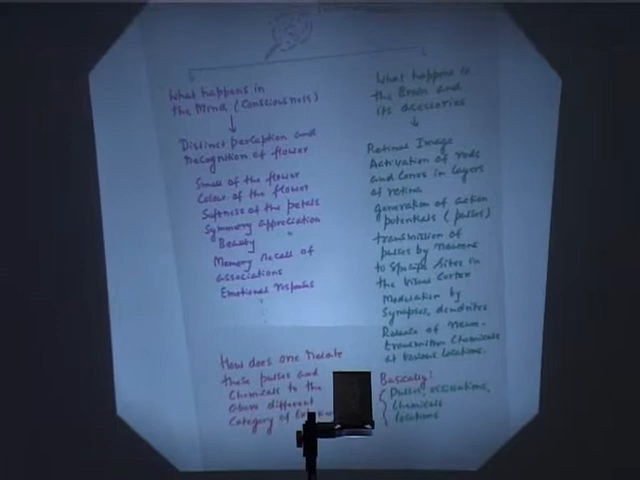 What happens in
the Mind (Consciousness)
Distinct perception and
recognition of flower
Smell of the flower
Colour of the flower
Softness of the petals
Symmetry appreciation
Beauty "
Memory Recall of
associations
Emotional response
How does one relate
these pulses and
Chemicals to the
above different
Category of
What happens in
the Brain and
its accessories
Retinal Image
Activation of rods
and Cones in layers
of retina
generation of action
potentials (pulses)
transmission of
pulses by neurons
to specific sites in
the Visual Cortex
Modulation by
Synapses, dendrites
Release of neuro-
transmitter chemicals
at various locations.
Basically:
Pulses, oscillations,
Chemicals
locations